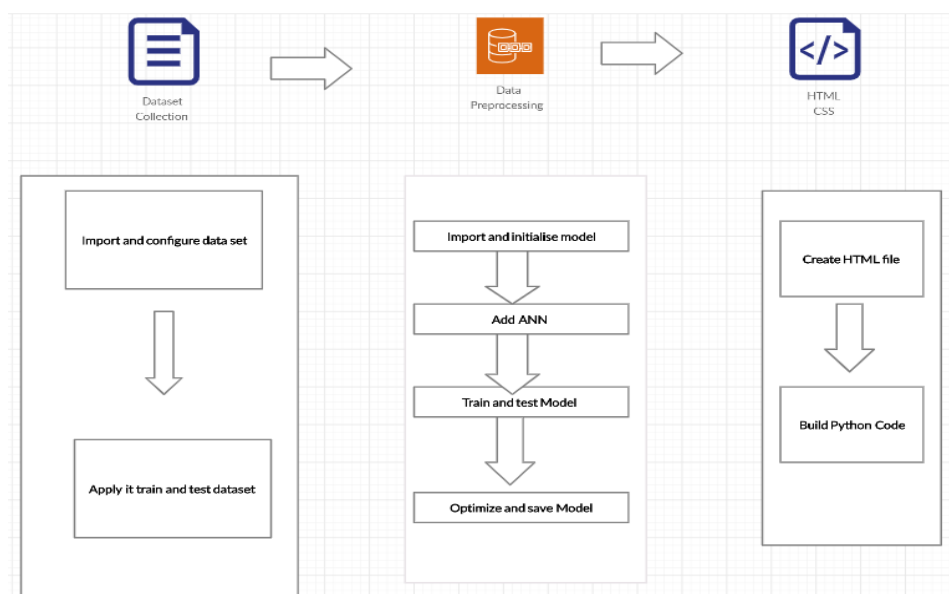 Dataset
Collection
Data
Preprocessing
</>
HTML
CSS
Import and configure data set
Apply it train and test dataset
Import and initialise model
Add ANN
Train and test Model
Optimize and save Model
Create HTML file
Build Python Code